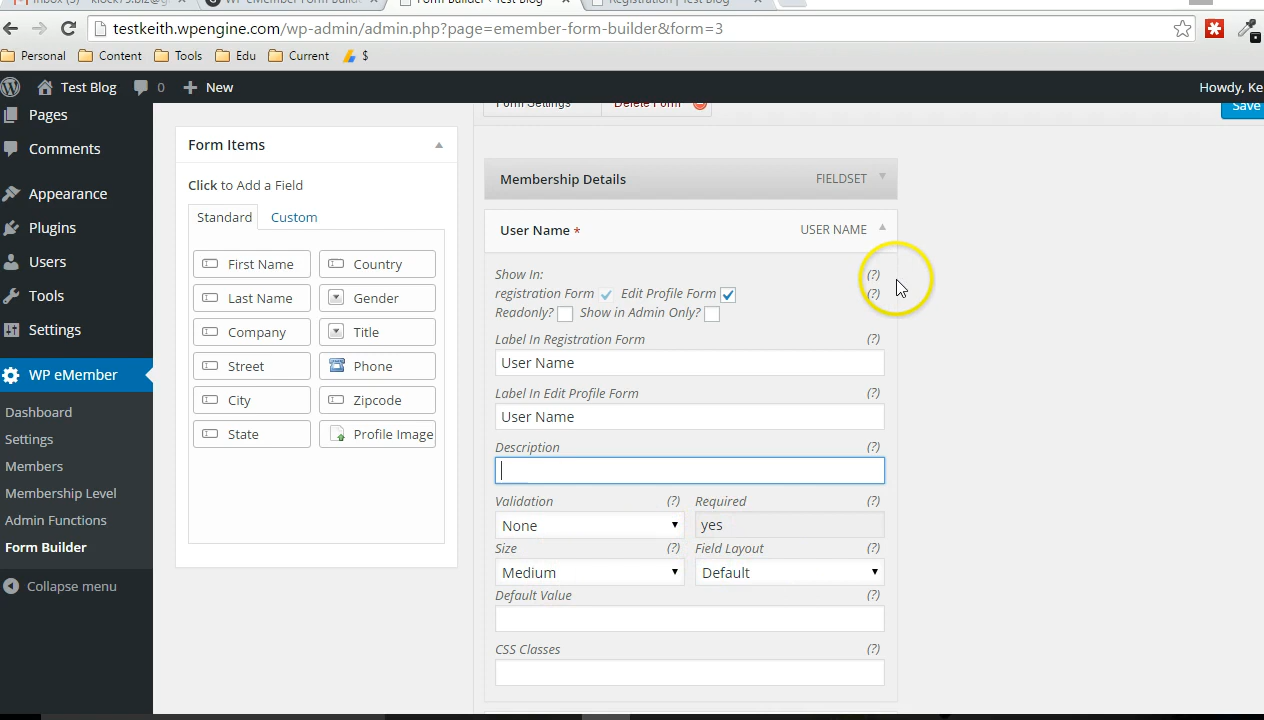 testkeith.wpengine.com/wp-admin/admin.php?page=emember-form-builder&form=3
Personal Content Tools Edu Current $
Test Blog 0 New Howdy, Ke
Form Settings Delete Form Save
Pages
Comments
Appearance
Plugins
Users
Tools
Settings
WP eMember
Dashboard
Settings
Members
Membership Level
Admin Functions
Form Builder
Collapse menu
Form Items
Click to Add a Field
Standard Custom
First Name Country
Last Name Gender
Company Title
Street Phone
City Zipcode
State Profile Image
Membership Details FIELDSET
User Name * USER NAME
Show In: (?)
registration Form Edit Profile Form (?)
Readonly? Show in Admin Only?
Label In Registration Form (?)
User Name
Label In Edit Profile Form (?)
User Name
Description (?)
Validation (?) Required (?)
None yes
Size (?) Field Layout (?)
Medium Default
Default Value (?)
CSS Classes (?)